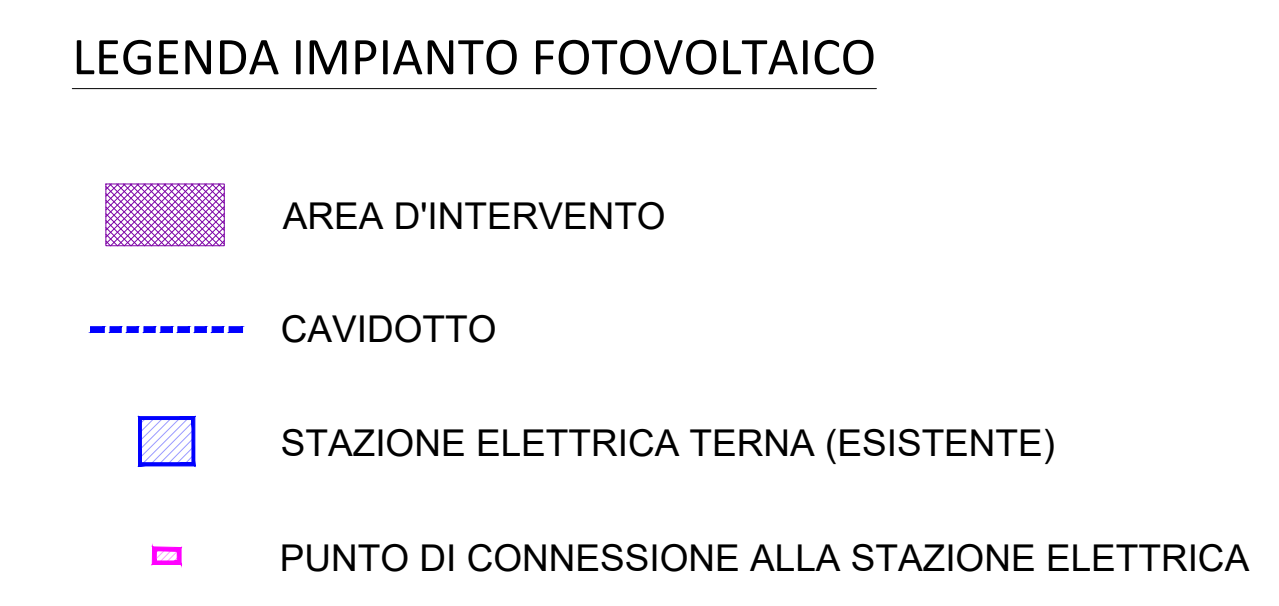 LEGENDA IMPIANTO FOTOVOLTAICO
AREA D'INTERVENTO
CAVIDOTTO
STAZIONE ELETTRICA TERNA (ESISTENTE)
PUNTO DI CONNESSIONE ALLA STAZIONE ELETTRICA